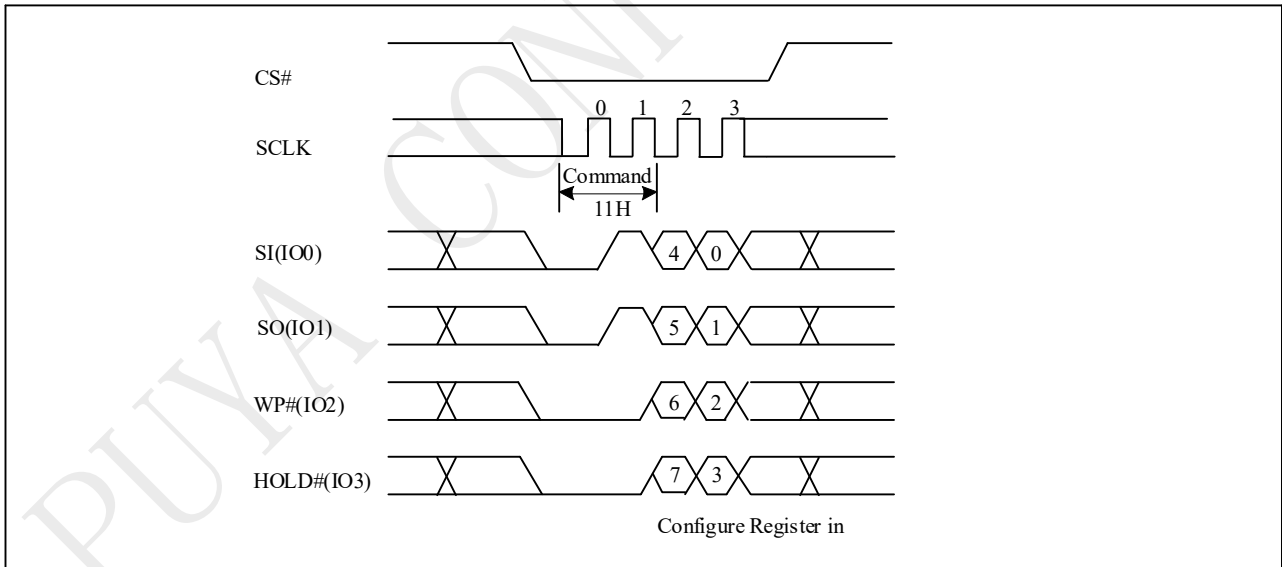 CS#
0 1 2 3
SCLK
Command
11H
SI(IO0) 4 0
SO(IO1) 5 1
WP#(IO2) 6 2
HOLD#(IO3) 7 3
Configure Register in
PUYA